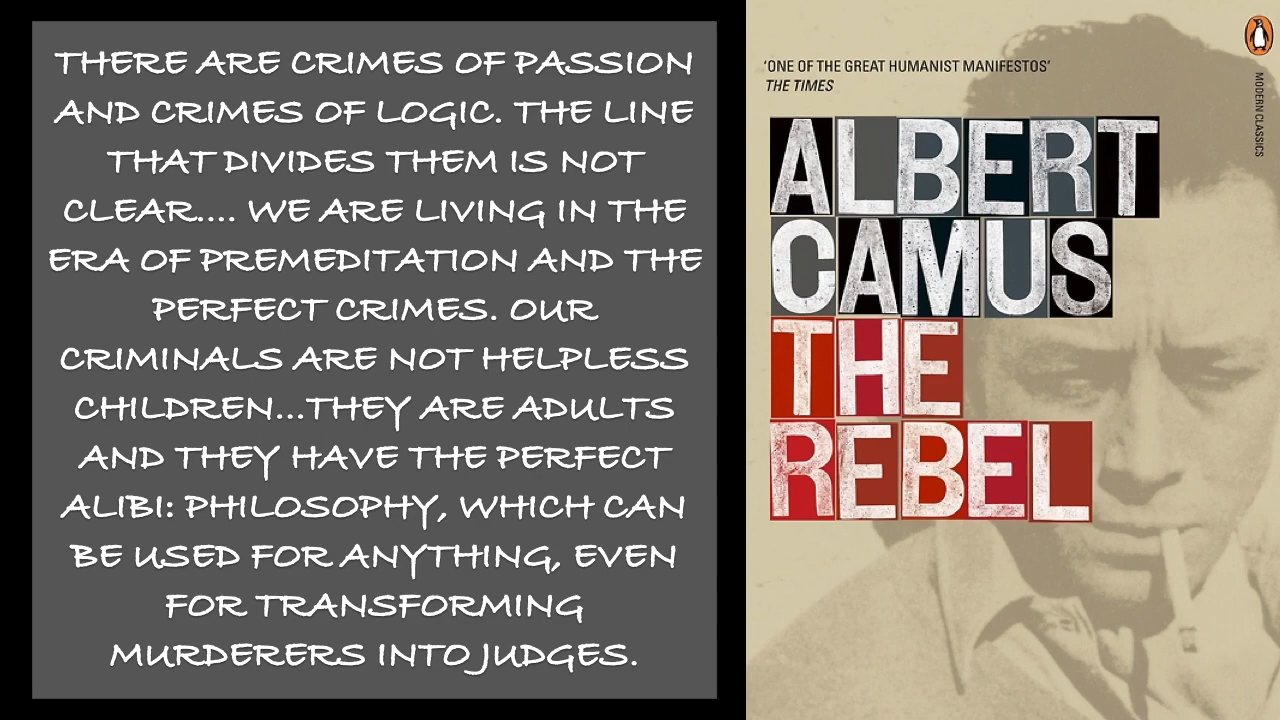 THERE ARE CRIMES OF PASSION
AND CRIMES OF LOGIC. THE LINE
THAT DIVIDES THEM IS NOT
CLEAR.... WE ARE LIVING IN THE
ERA OF PREMEDITATION AND THE
PERFECT CRIMES. OUR
CRIMINALS ARE NOT HELPLESS
CHILDREN...THEY ARE ADULTS
AND THEY HAVE THE PERFECT
ALIBI: PHILOSOPHY, WHICH CAN
BE USED FOR ANYTHING, EVEN
FOR TRANSFORMING
MURDERERS INTO JUDGES.
'ONE OF THE GREAT HUMANIST MANIFESTOS'
THE TIMES
MODERN CLASSICS
ALBERT
CAMUS
THE
REBEL